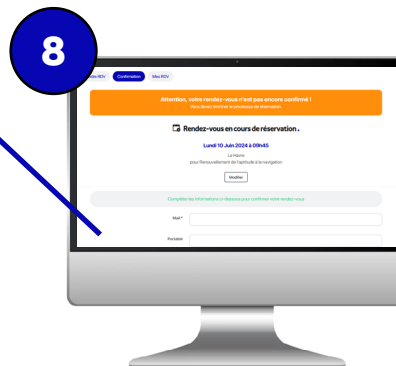 8
RDV
Confirmation
Mes RDV
Attention, votre rendez-vous n'est pas encore confirmé !
Vous devez terminer le processus de réservation.
Rendez-vous en cours de réservation.
Lundi 10 Juin 2024 à 09h45
Le Havre
pour Renouvellement de l'aptitude à la navigation
Modifier
Compléter les informations ci-dessous pour confirmer votre rendez-vous
Mail *
Portable